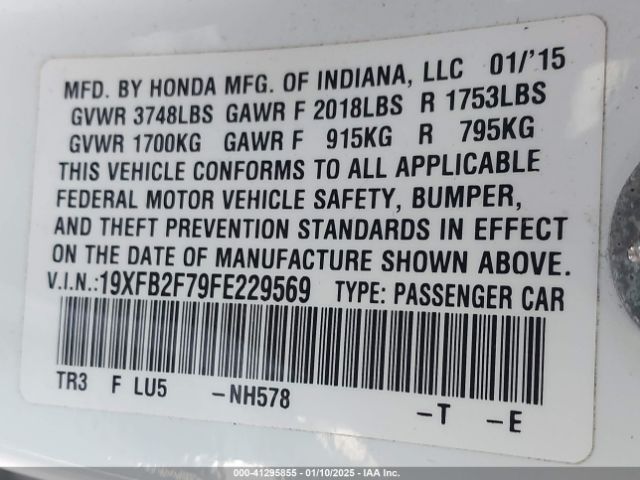 MFD. BY HONDA MFG. OF INDIANA, LLC 01/'15
GVWR 3748LBS GAWR F 2018LBS R 1753LBS
GVWR 1700KG GAWR F 915KG R 795KG
THIS VEHICLE CONFORMS TO ALL APPLICABLE
FEDERAL MOTOR VEHICLE SAFETY, BUMPER,
AND THEFT PREVENTION STANDARDS IN EFFECT
ON THE DATE OF MANUFACTURE SHOWN ABOVE.
V.I.N.:19XFB2F79FE229569 TYPE: PASSENGER CAR
TR3 F LU5 –NH578 –T –E
000-41295855 — 01/10/2025 — IAA Inc.